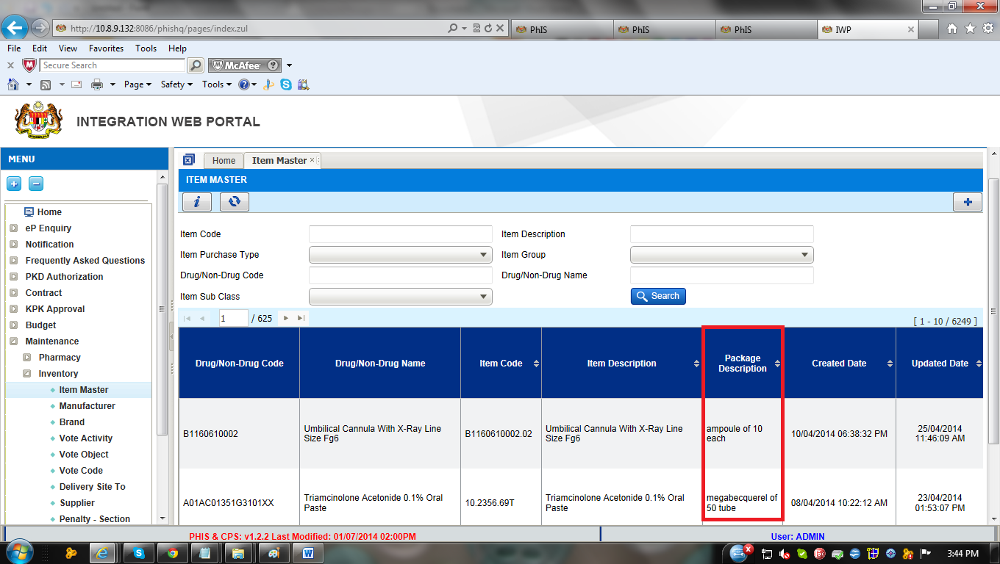 http://10.8.9.132:8086/phishq/pages/index.zul
PhIS
PhIS
PhIS
IWP
File Edit View Favorites Tools Help
Secure Search
McAfee
Page Safety Tools
INTEGRATION WEB PORTAL
MENU
Home
eP Enquiry
Notification
Frequently Asked Questions
PKD Authorization
Contract
KPK Approval
Budget
Maintenance
Pharmacy
Inventory
Item Master
Manufacturer
Brand
Vote Activity
Vote Object
Vote Code
Delivery Site To
Supplier
Penalty - Section
Home Item Master
ITEM MASTER
Item Code Item Description
Item Purchase Type Item Group
Drug/Non-Drug Code Drug/Non-Drug Name
Item Sub Class Search
1 / 625 [ 1 - 10 / 6249 ]
Drug/Non-Drug Code Drug/Non-Drug Name Item Code Item Description Package Description Created Date Updated Date
B1160610002
Umbilical Cannula With X-Ray Line
Size Fg6
B1160610002.02
Umbilical Cannula With X-Ray Line
Size Fg6
ampoule of 10
each
10/04/2014 06:38:32 PM
25/04/2014
11:46:09 AM
A01AC01351G3101XX
Triamcinolone Acetonide 0.1% Oral
Paste
10.2356.69T
Triamcinolone Acetonide 0.1% Oral
Paste
megabecquerel of
50 tube
08/04/2014 10:22:12 AM
23/04/2014
01:53:07 PM
PHIS & CPS: v1.2.2 Last Modified: 01/07/2014 02:00PM
User: ADMIN
3:44 PM